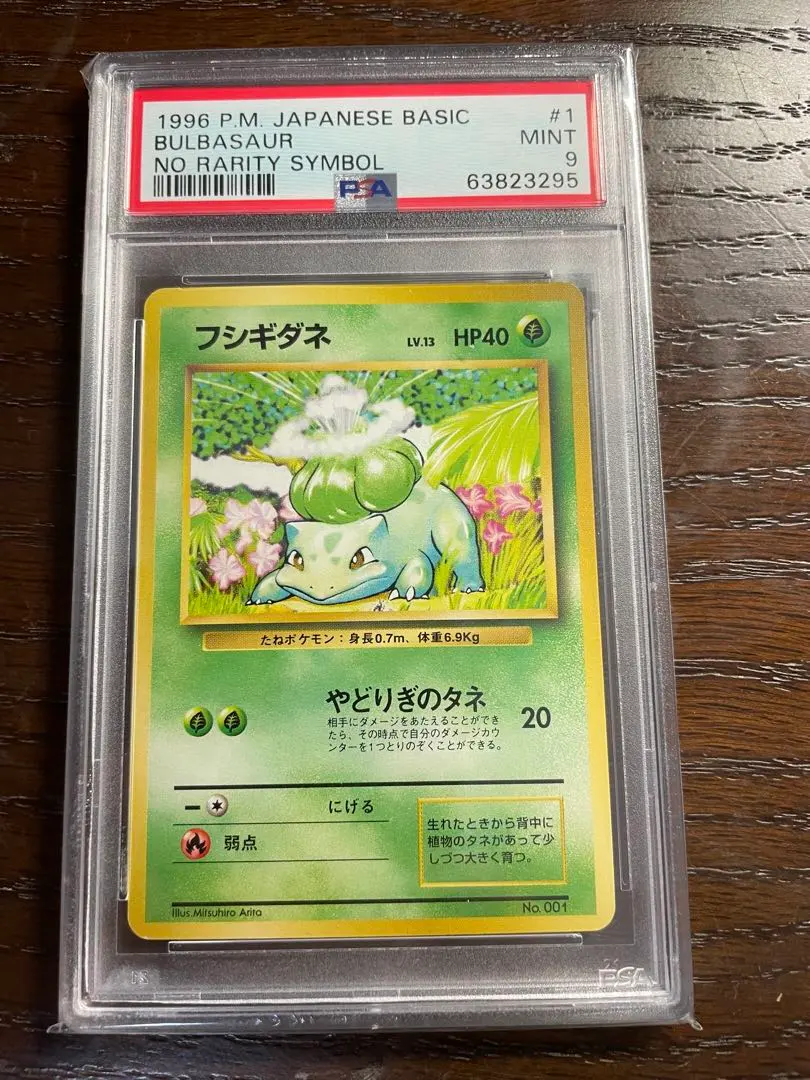 1996 P.M. JAPANESE BASIC #1
BULBASAUR MINT
NO RARITY SYMBOL 9
PSA 63823295
フシギダネ LV.13 HP40
たねポケモン：身長0.7m、体重6.9Kg
やどりぎのタネ 20
相手にダメージをあたえることができ
たら、その時点で自分のダメージカウ
ンターを1つとりのぞくことができる。
にげる
弱点
生れたときから背中に
植物のタネがあって少
しづつ大きく育つ。
Illus.Mitsuhiro Arita No. 001
PSA